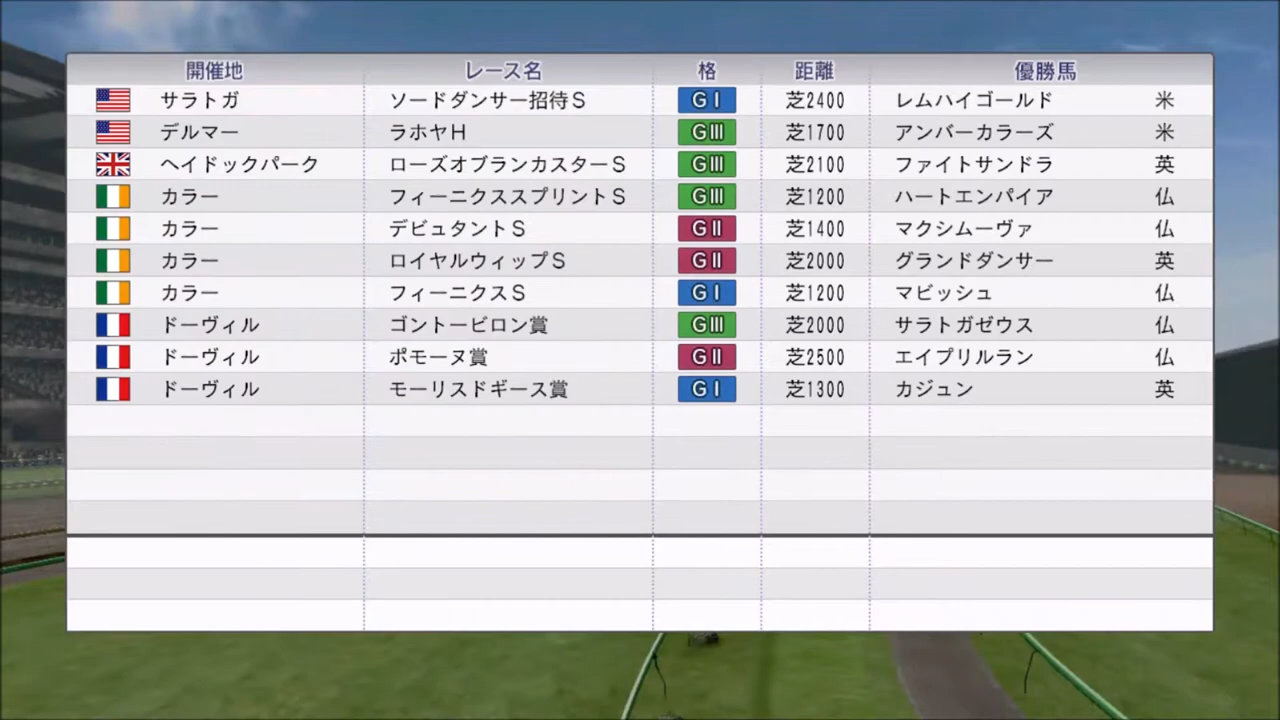 開催地 レース名 格 距離 優勝馬
サラトガ ソードダンサー招待S GⅠ 芝2400 レムハイゴールド 米
デルマー ラホヤH GⅢ 芝1700 アンバーカラーズ 米
ヘイドックパーク ローズオブランカスターS GⅢ 芝2100 ファイトサンドラ 英
カラー フィーニクススプリントS GⅢ 芝1200 ハートエンパイア 仏
カラー デビュタントS GⅡ 芝1400 マクシムーヴァ 仏
カラー ロイヤルウィップS GⅡ 芝2000 グランドダンサー 英
カラー フィーニクスS GⅠ 芝1200 マビッシュ 仏
ドーヴィル ゴントービロン賞 GⅢ 芝2000 サラトガゼウス 仏
ドーヴィル ポモーヌ賞 GⅡ 芝2500 エイプリルラン 仏
ドーヴィル モーリスドギース賞 GⅠ 芝1300 カジュン 英